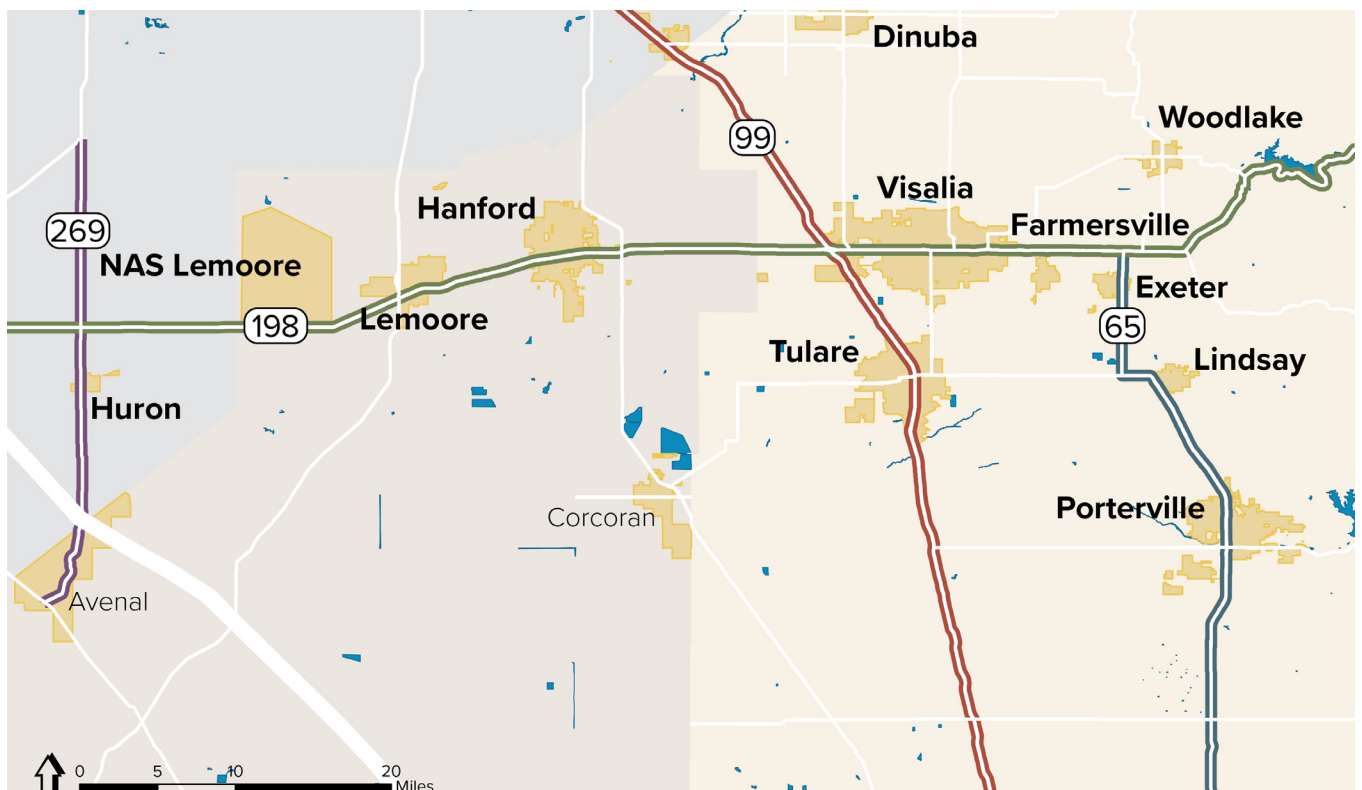 Dinuba
Woodlake
99
Visalia
Hanford
Farmersville
269
NAS Lemoore
Exeter
Lemoore
198
65
Tulare
Lindsay
Huron
Porterville
Corcoran
Avenal
0 5 10 20
Miles